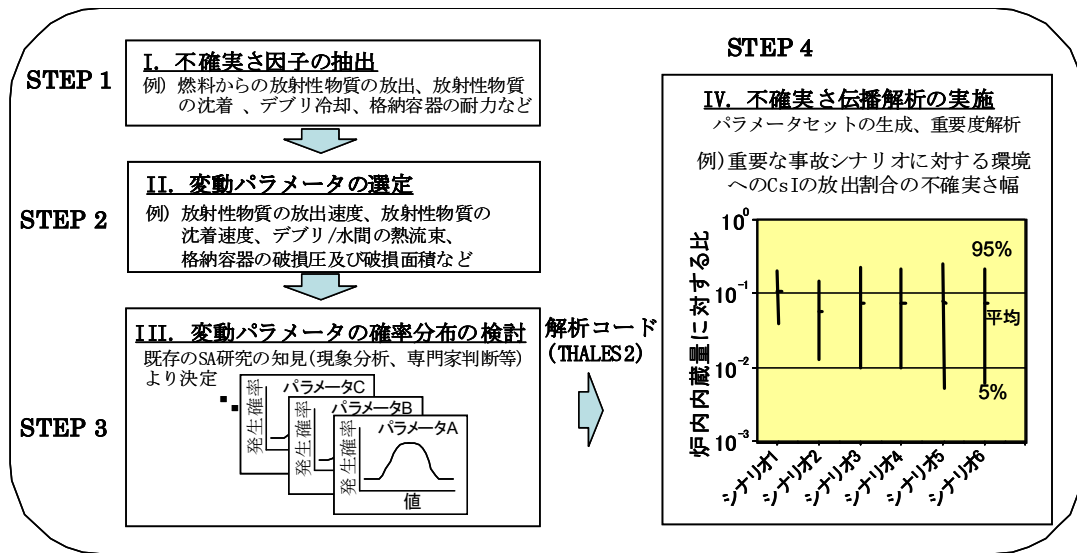 STEP 1
I. 不確実さ因子の抽出
例) 燃料からの放射性物質の放出、放射性物質
の沈着 、デブリ冷却、格納容器の耐力など
STEP 2
II. 変動パラメータの選定
例) 放射性物質の放出速度、放射性物質の
沈着速度、デブリ/水間の熱流束、
格納容器の破損圧及び破損面積など
STEP 3
III. 変動パラメータの確率分布の検討
既存のSA研究の知見(現象分析、専門家判断等)
より決定
パラメータC
発生確率
パラメータB
発生確率
パラメータA
発生確率
値
解析コード
(THALES2)
STEP 4
IV. 不確実さ伝播解析の実施
パラメータセットの生成、重要度解析
例)重要な事故シナリオに対する環境
へのCsIの放出割合の不確実さ幅
炉内内蔵量に対する比
10⁰
10⁻¹
10⁻²
10⁻³
95%
平均
5%
シナリオ1
シナリオ2
シナリオ3
シナリオ4
シナリオ5
シナリオ6